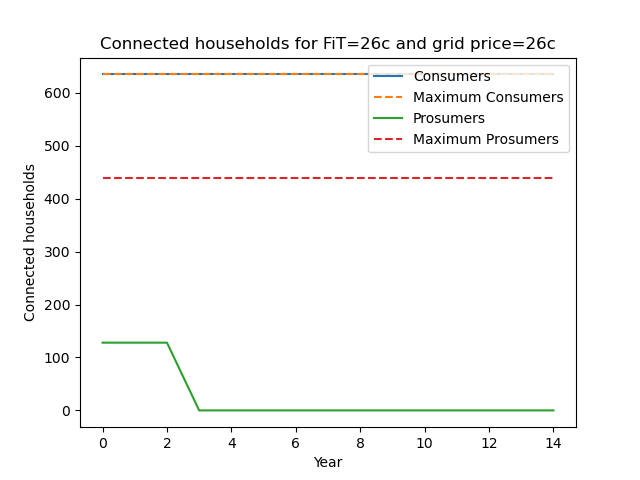 Connected households for FiT=26c and grid price=26c
Consumers
Maximum Consumers
Prosumers
Maximum Prosumers
600
500
400
300
200
100
0
Connected households
0 2 4 6 8 10 12 14
Year